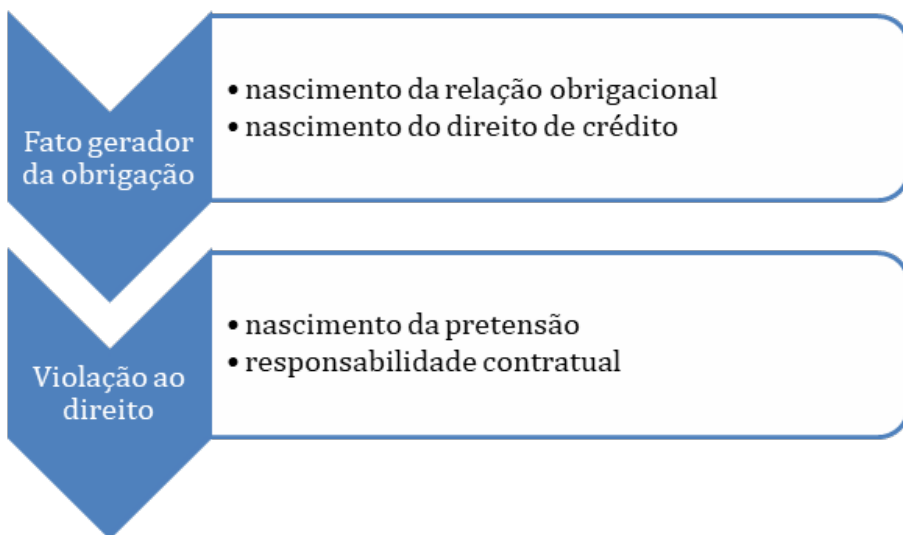 Fato gerador
da obrigação
• nascimento da relação obrigacional
• nascimento do direito de crédito
Violação ao
direito
• nascimento da pretensão
• responsabilidade contratual